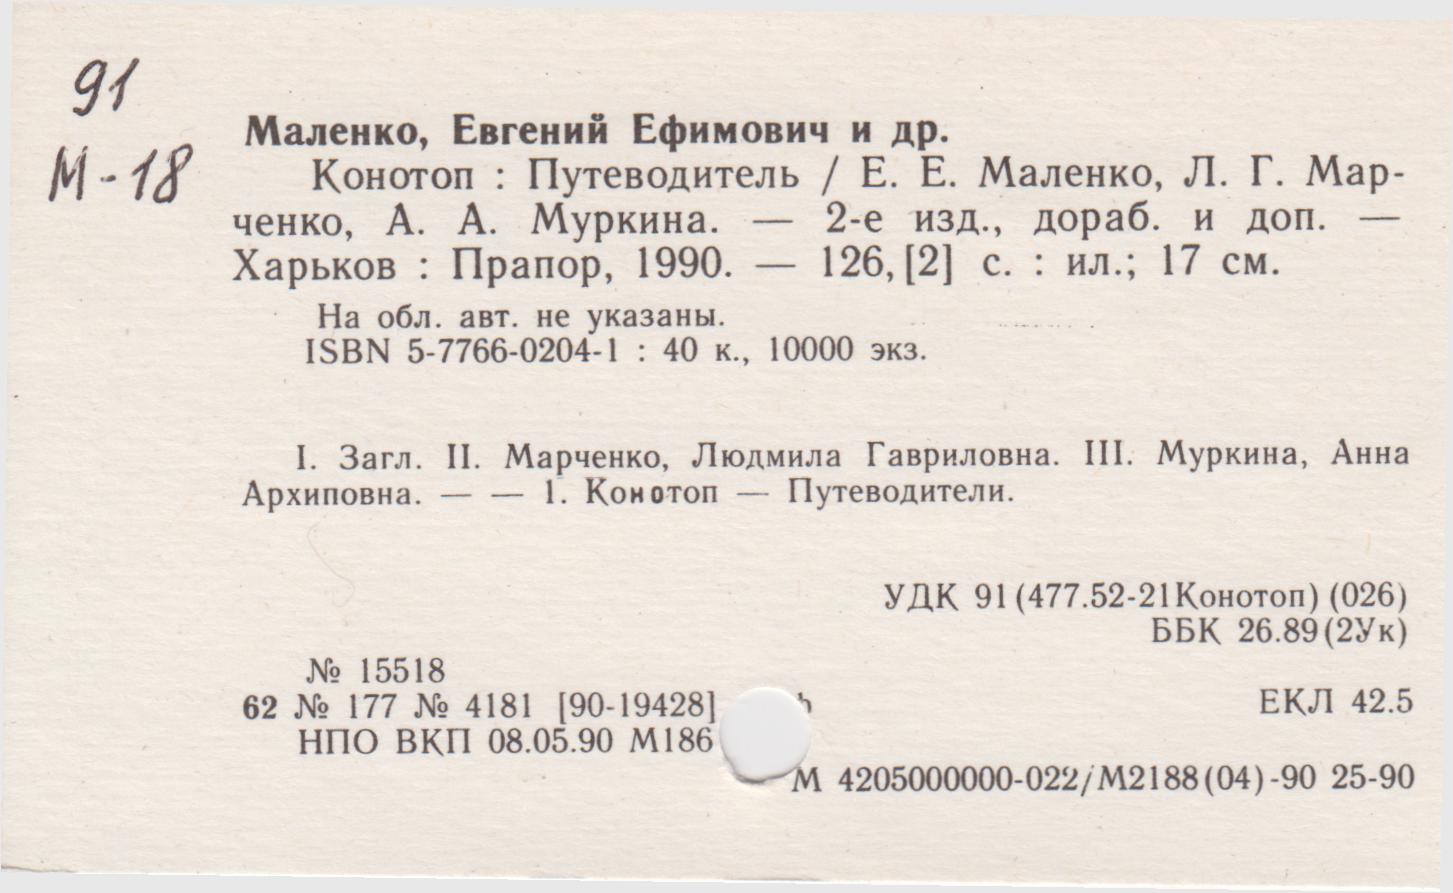 91
М-18
Маленко, Евгений Ефимович и др.
Конотоп : Путеводитель / Е. Е. Маленко, Л. Г. Мар-
ченко, А. А. Муркина. — 2-е изд., дораб. и доп. —
Харьков : Прапор, 1990. — 126, [2] с. : ил.; 17 см.
На обл. авт. не указаны.
ISBN 5-7766-0204-1 : 40 к., 10000 экз.
I. Загл. II. Марченко, Людмила Гавриловна. III. Муркина, Анна
Архиповна. — — 1. Конотоп — Путеводители.
УДК 91(477.52-21Конотоп)(026)
ББК 26.89(2Ук)
№ 15518
62 № 177 № 4181 [90-19428]
ЕКЛ 42.5
НПО ВКП 08.05.90 М186
М 4205000000-022/М2188(04)-90 25-90